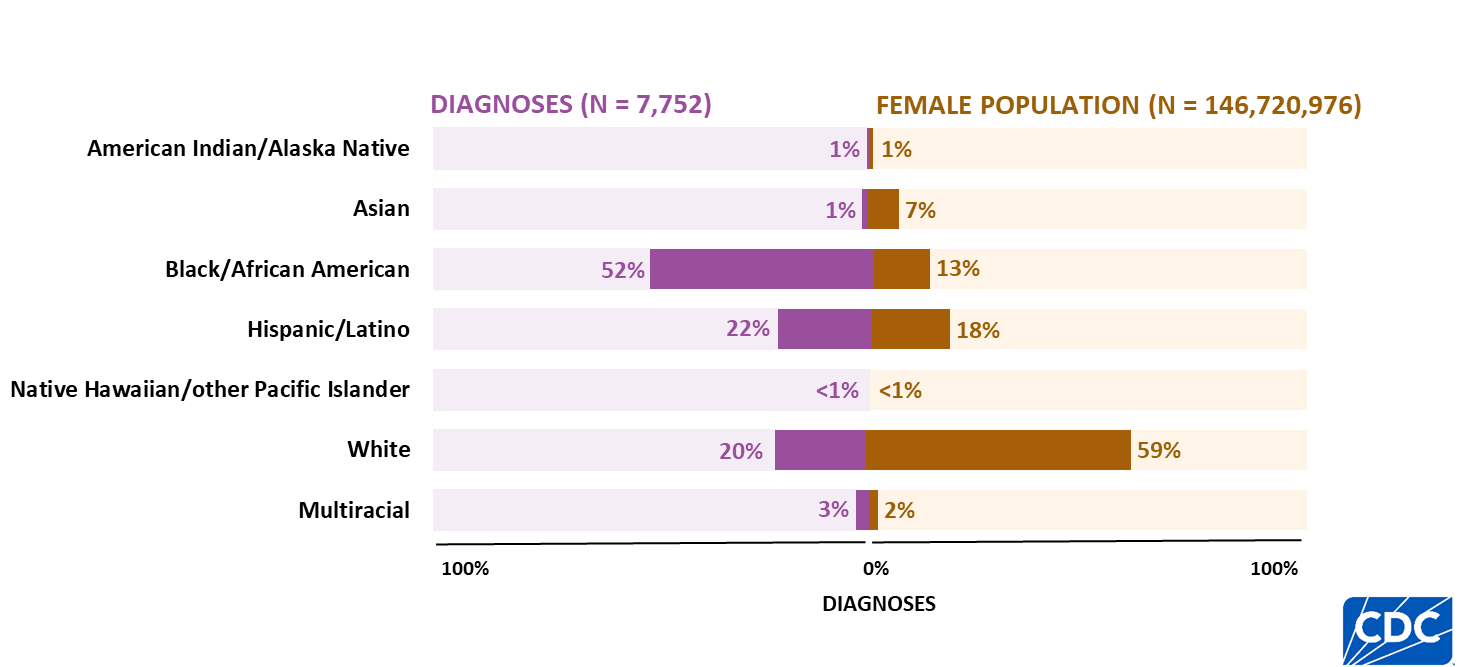 DIAGNOSES (N = 7,752) FEMALE POPULATION (N = 146,720,976)
American Indian/Alaska Native 1% 1%
Asian 1% 7%
Black/African American 52% 13%
Hispanic/Latino 22% 18%
Native Hawaiian/other Pacific Islander <1% <1%
White 20% 59%
Multiracial 3% 2%
100% 0% 100%
DIAGNOSES
CDC